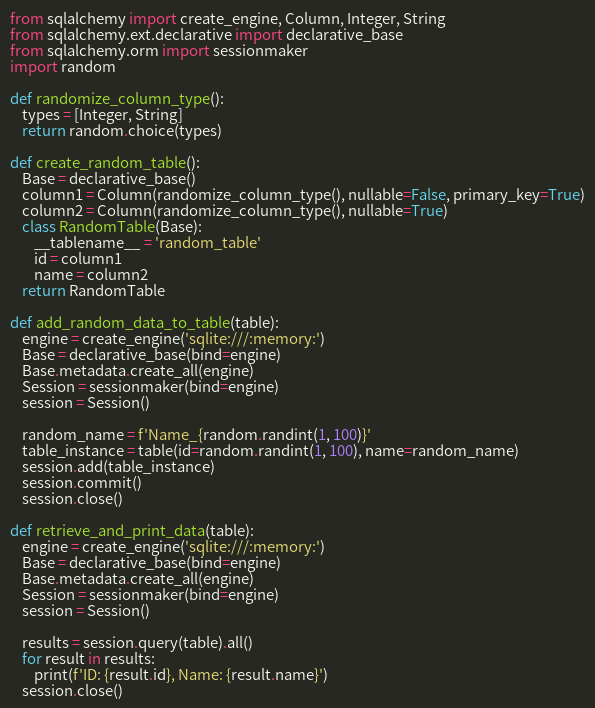 from sqlalchemy import create_engine, Column, Integer, String
from sqlalchemy.ext.declarative import declarative_base
from sqlalchemy.orm import sessionmaker
import random

def randomize_column_type():
    types = [Integer, String]
    return random.choice(types)

def create_random_table():
    Base = declarative_base()
    column1 = Column(randomize_column_type(), nullable=False, primary_key=True)
    column2 = Column(randomize_column_type(), nullable=True)
    class RandomTable(Base):
        __tablename__ = 'random_table'
        id = column1
        name = column2
    return RandomTable

def add_random_data_to_table(table):
    engine = create_engine('sqlite:///:memory:')
    Base = declarative_base(bind=engine)
    Base.metadata.create_all(engine)
    Session = sessionmaker(bind=engine)
    session = Session()

    random_name = f'Name_{random.randint(1, 100)}'
    table_instance = table(id=random.randint(1, 100), name=random_name)
    session.add(table_instance)
    session.commit()
    session.close()

def retrieve_and_print_data(table):
    engine = create_engine('sqlite:///:memory:')
    Base = declarative_base(bind=engine)
    Base.metadata.create_all(engine)
    Session = sessionmaker(bind=engine)
    session = Session()

    results = session.query(table).all()
    for result in results:
        print(f'ID: {result.id}, Name: {result.name}')
    session.close()